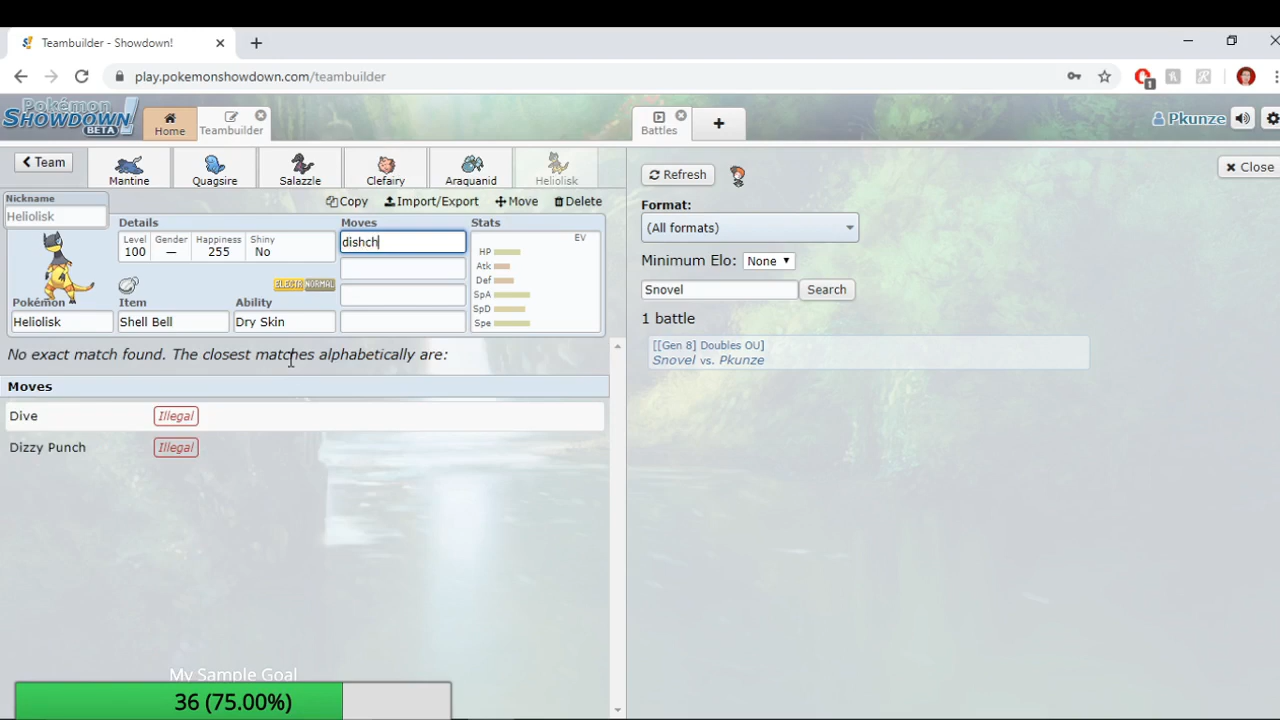 Teambuilder - Showdown!
play.pokemonshowdown.com/teambuilder
1
Pokémon
SHOWDOWN!
BETA
Home
Teambuilder
Battles
Pkunze
Team
Mantine
Quagsire
Salazzle
Clefairy
Araquanid
Heliolisk
Refresh
Close
Nickname
Heliolisk
Copy
Import/Export
Move
Delete
Details
Moves
Stats
Level
Gender
Happiness
Shiny
100
—
255
No
dishch
EV
HP
Atk
Def
SpA
SpD
Spe
ELECTR
NORMAL
Pokémon
Item
Ability
Heliolisk
Shell Bell
Dry Skin
Format:
(All formats)
Minimum Elo:
None
Snovel
Search
1 battle
[[Gen 8] Doubles OU]
Snovel vs. Pkunze
No exact match found. The closest matches alphabetically are:
Moves
Dive
Illegal
Dizzy Punch
Illegal
My Sample Goal
36 (75.00%)